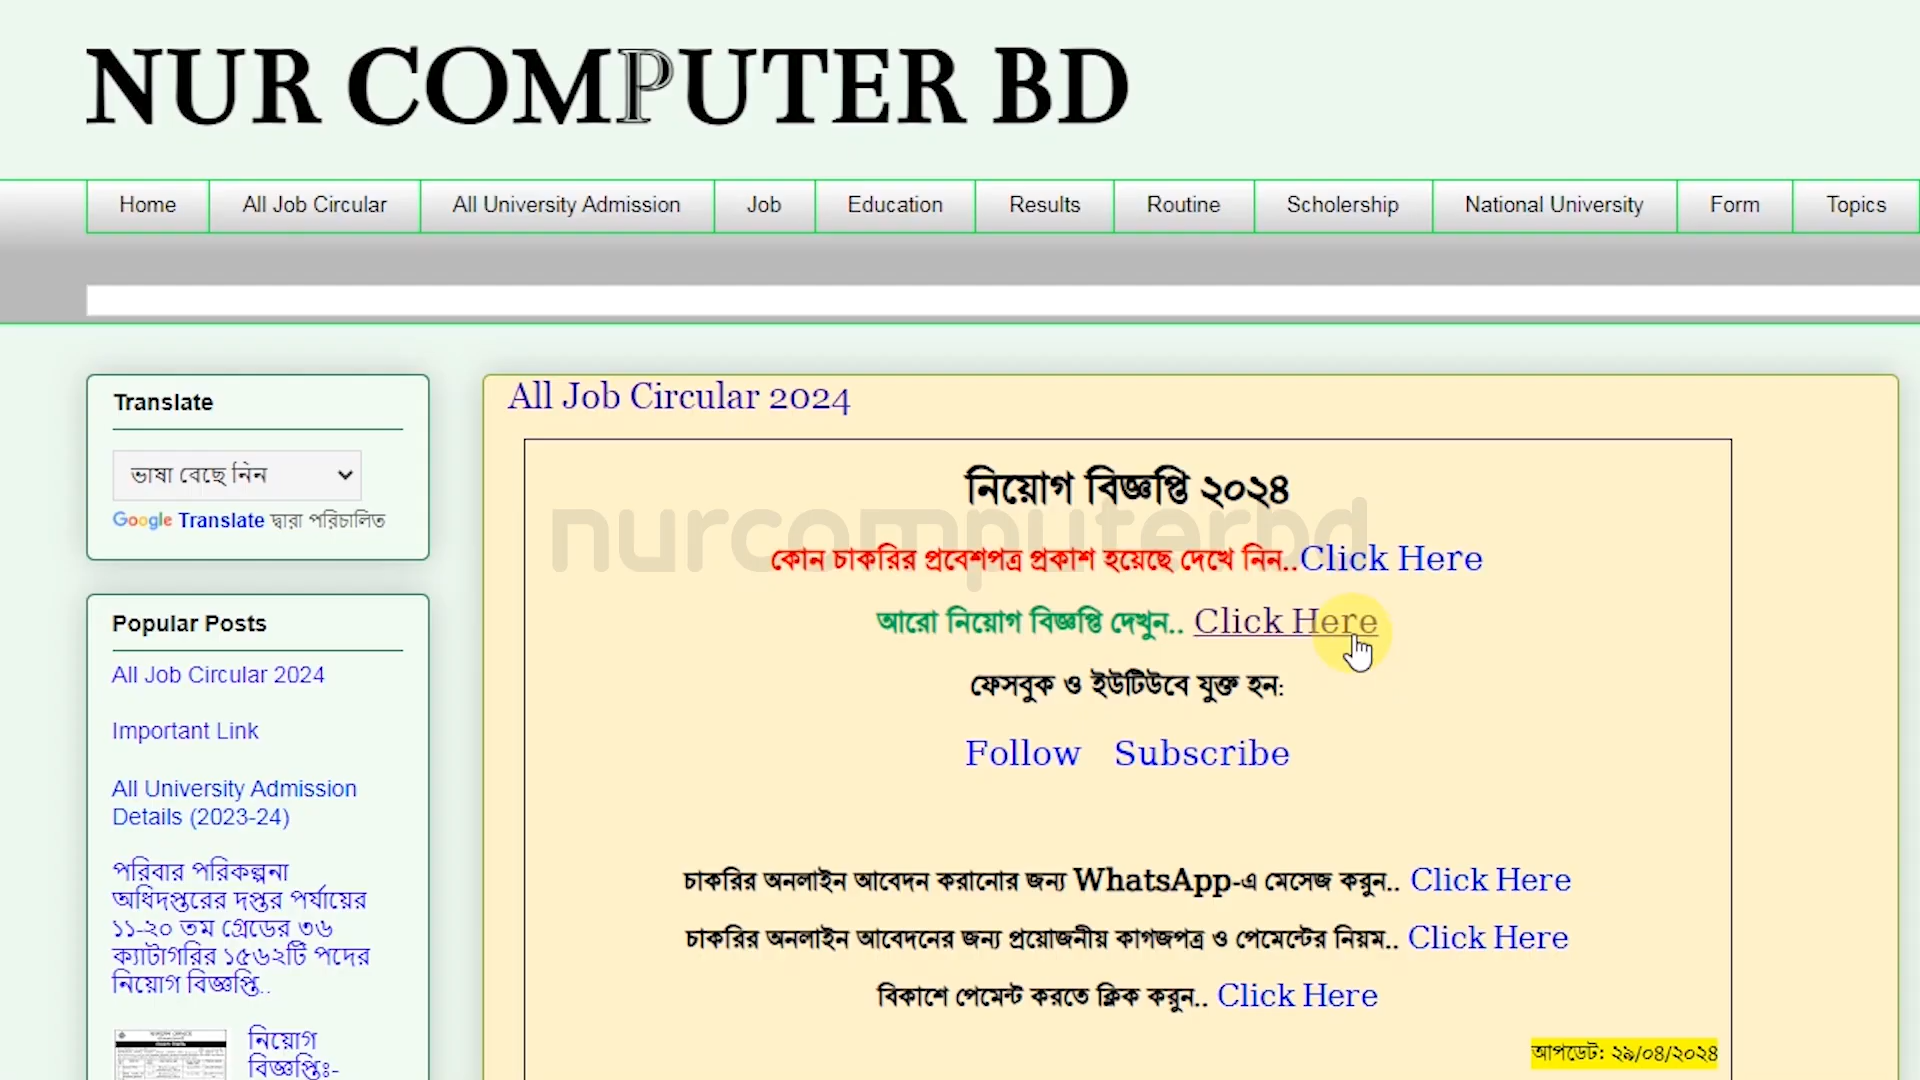 NUR COMPUTER BD
Home All Job Circular All University Admission Job Education Results Routine Scholership National University Form Topics
Translate
ভাষা বেছে নিন
Google Translate দ্বারা পরিচালিত
Popular Posts
All Job Circular 2024
Important Link
All University Admission
Details (2023-24)
পরিবার পরিকল্পনা
অধিদপ্তরের দপ্তর পর্যায়ের
১১-২০ তম গ্রেডের ৩৬
ক্যাটাগরির ১৫৬২টি পদের
নিয়োগ বিজ্ঞপ্তি..
নিয়োগ
বিজ্ঞপ্তিঃ-
All Job Circular 2024
নিয়োগ বিজ্ঞপ্তি ২০২৪
nurcomputerbd
কোন চাকরির প্রবেশপত্র প্রকাশ হয়েছে দেখে নিন..Click Here
আরো নিয়োগ বিজ্ঞপ্তি দেখুন.. Click Here
ফেসবুক ও ইউটিউবে যুক্ত হন:
Follow Subscribe
চাকরির অনলাইন আবেদন করানোর জন্য WhatsApp-এ মেসেজ করুন.. Click Here
চাকরির অনলাইন আবেদনের জন্য প্রয়োজনীয় কাগজপত্র ও পেমেন্টের নিয়ম.. Click Here
বিকাশে পেমেন্ট করতে ক্লিক করুন.. Click Here
আপডেট: ২৯/০৪/২০২৪